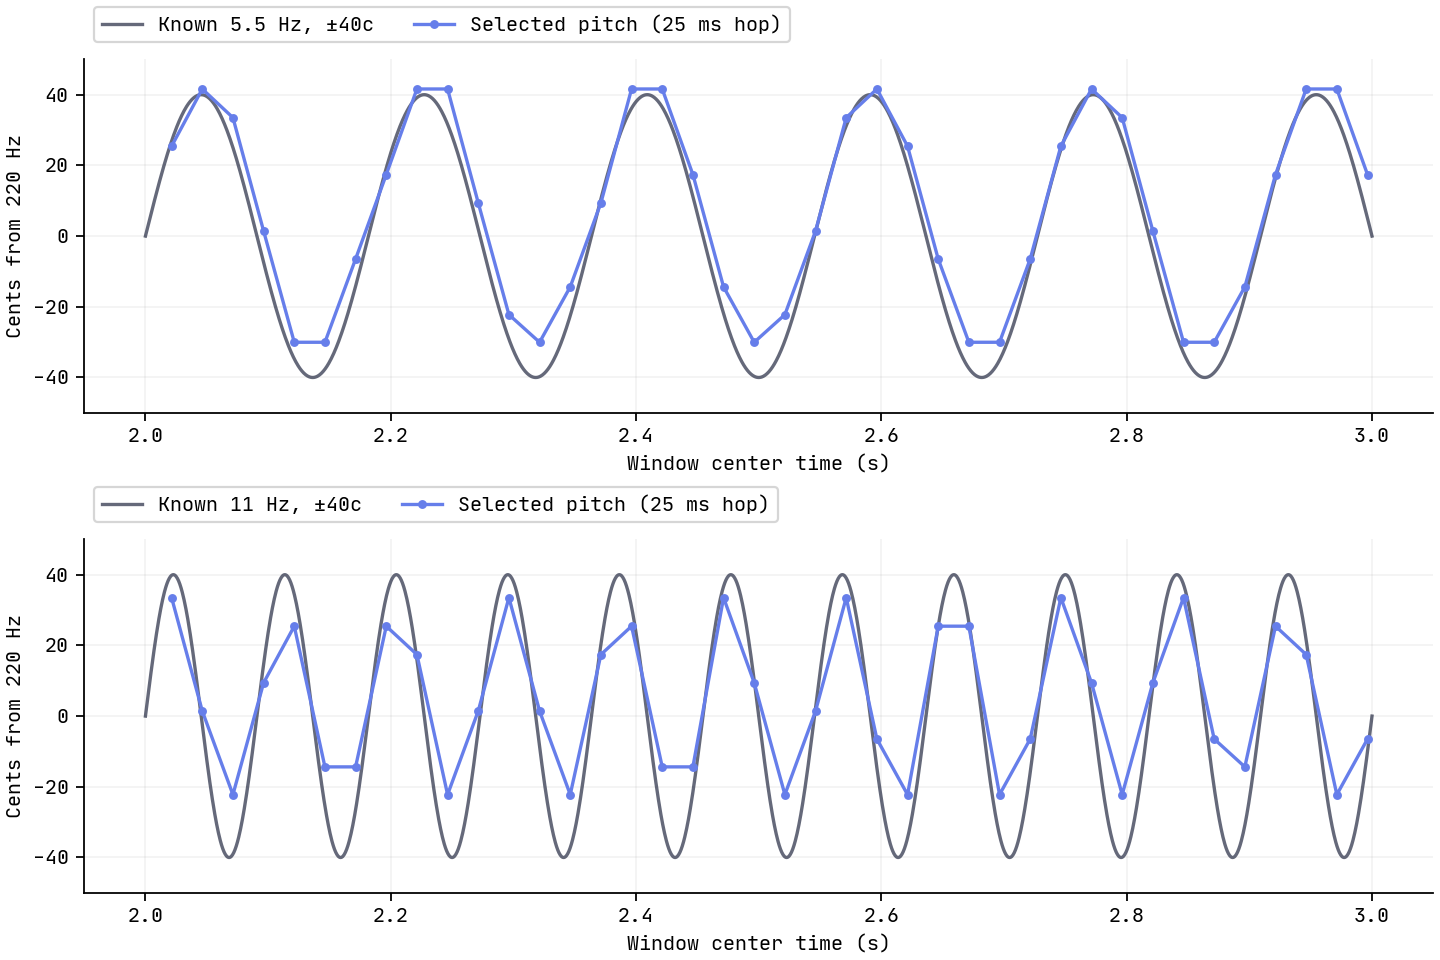 Known 5.5 Hz, ±40c Selected pitch (25 ms hop)
Cents from 220 Hz
40
20
0
−20
−40
2.0 2.2 2.4 2.6 2.8 3.0
Window center time (s)
Known 11 Hz, ±40c Selected pitch (25 ms hop)
Cents from 220 Hz
40
20
0
−20
−40
2.0 2.2 2.4 2.6 2.8 3.0
Window center time (s)